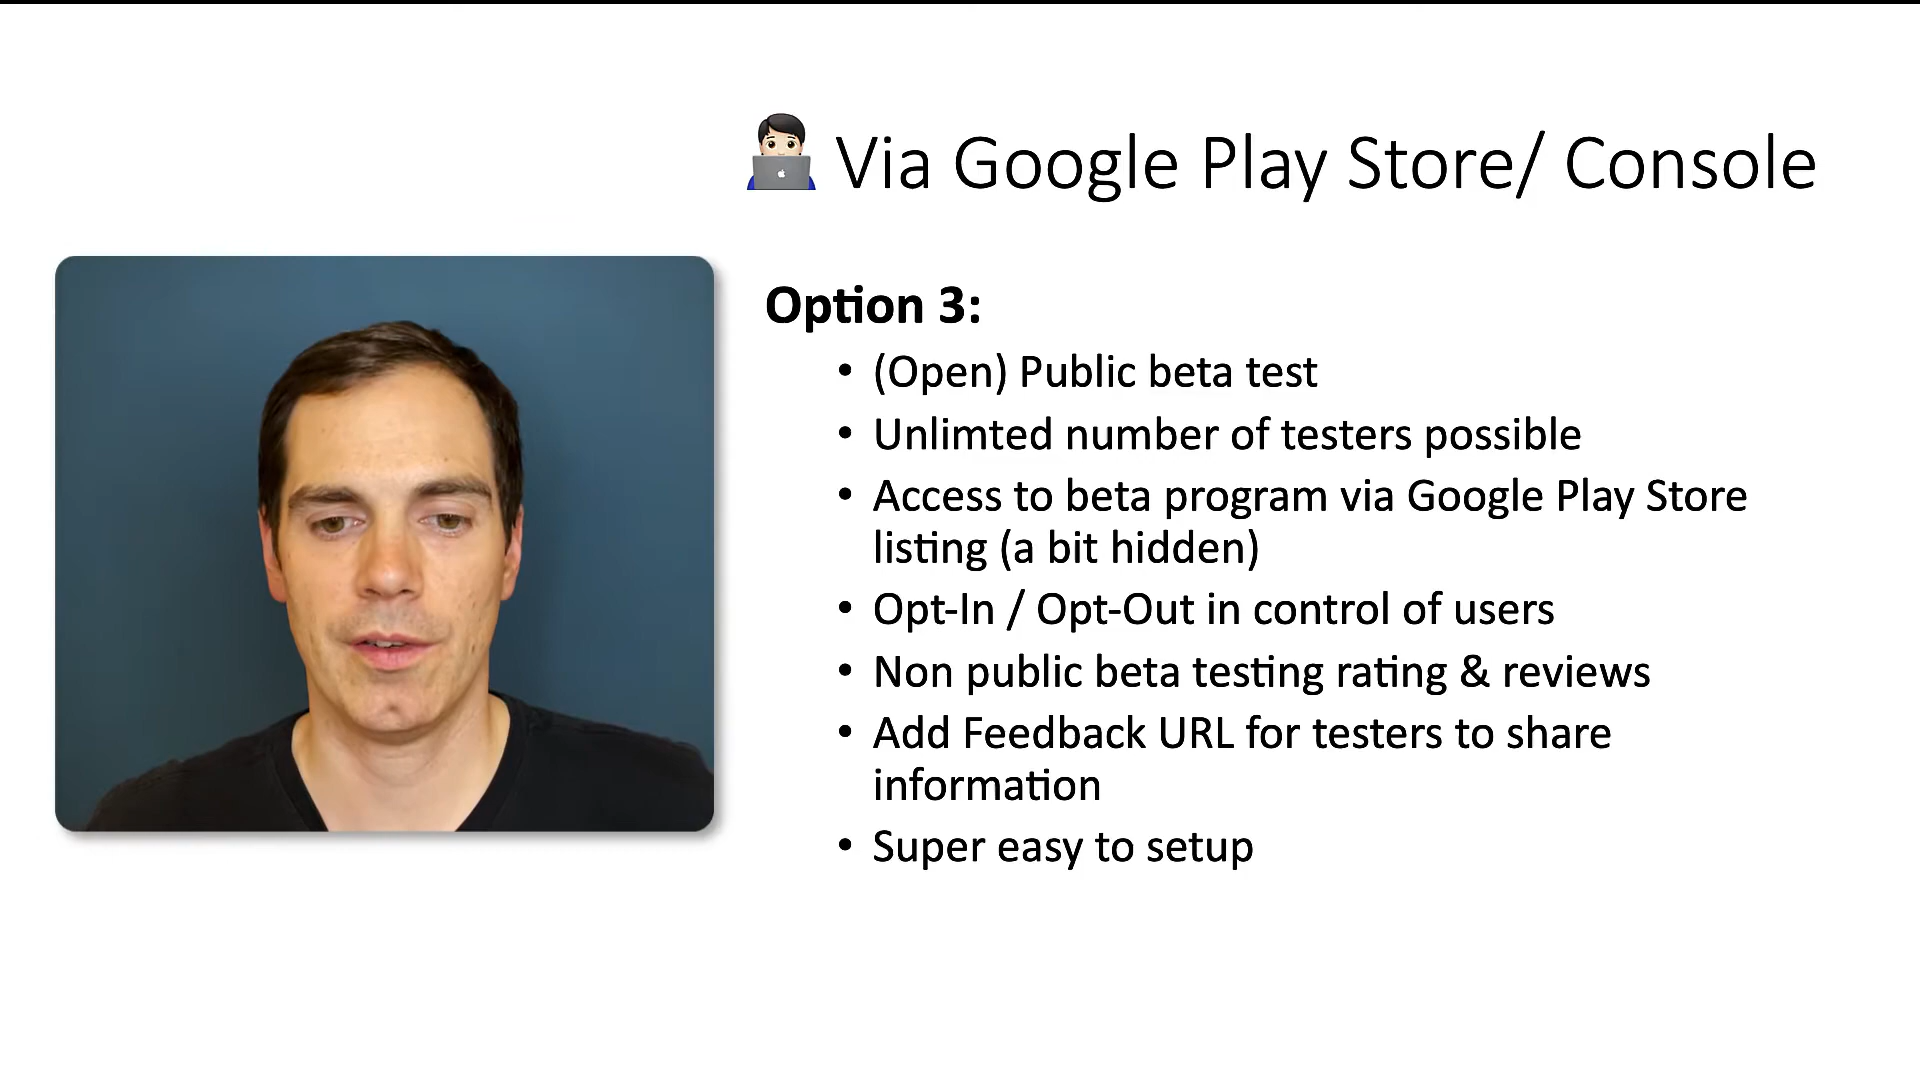 Via Google Play Store/ Console
Option 3:
• (Open) Public beta test
• Unlimted number of testers possible
• Access to beta program via Google Play Store
listing (a bit hidden)
• Opt-In / Opt-Out in control of users
• Non public beta testing rating & reviews
• Add Feedback URL for testers to share
information
• Super easy to setup